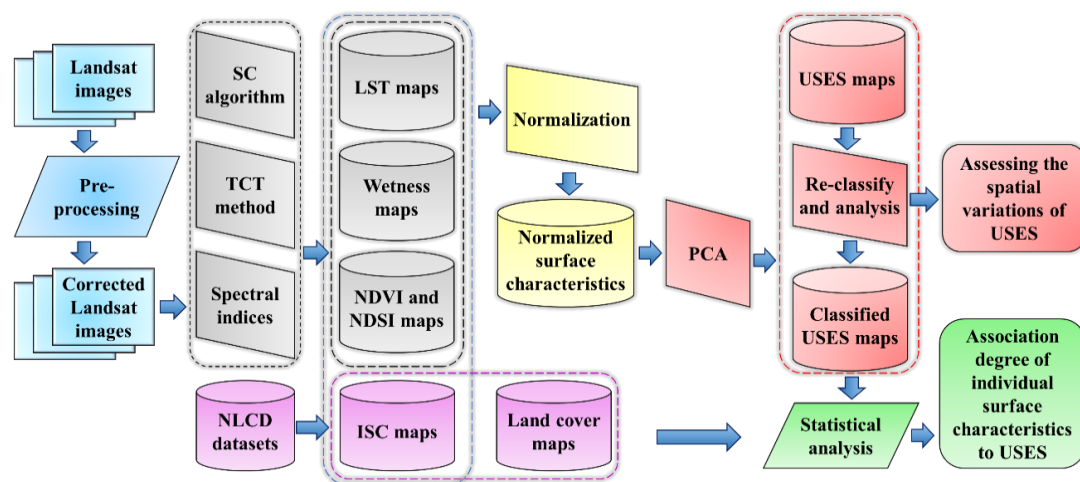 Landsat
images
Pre-
processing
Corrected
Landsat
images
SC
algorithm
TCT
method
Spectral
indices
LST maps
Wetness
maps
NDVI and
NDSI maps
NLCD
datasets
ISC maps
Land cover
maps
Normalization
Normalized
surface
characteristics
PCA
USES maps
Re-classify
and analysis
Classified
USES maps
Assessing the
spatial
variations of
USES
Statistical
analysis
Association
degree of
individual
surface
characteristics
to USES